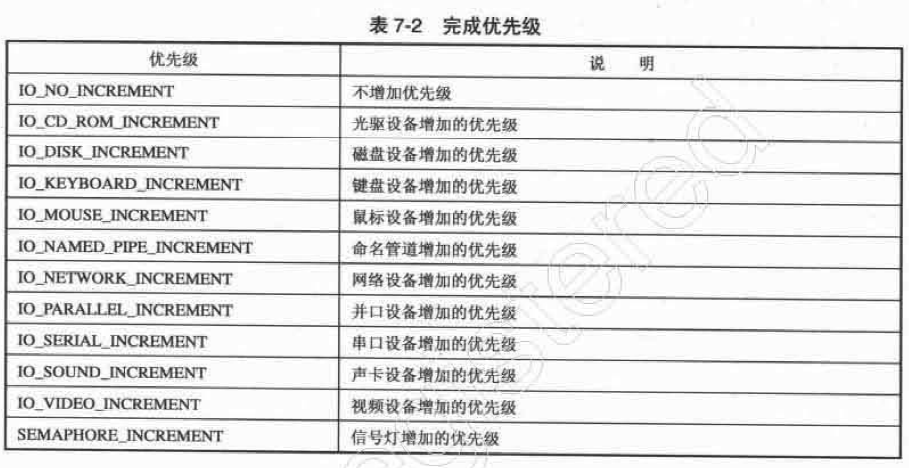 表 7-2 完成优先级
优先级 说 明
IO_NO_INCREMENT 不增加优先级
IO_CD_ROM_INCREMENT 光驱设备增加的优先级
IO_DISK_INCREMENT 磁盘设备增加的优先级
IO_KEYBOARD_INCREMENT 键盘设备增加的优先级
IO_MOUSE_INCREMENT 鼠标设备增加的优先级
IO_NAMED_PIPE_INCREMENT 命名管道增加的优先级
IO_NETWORK_INCREMENT 网络设备增加的优先级
IO_PARALLEL_INCREMENT 并口设备增加的优先级
IO_SERIAL_INCREMENT 串口设备增加的优先级
IO_SOUND_INCREMENT 声卡设备增加的优先级
IO_VIDEO_INCREMENT 视频设备增加的优先级
SEMAPHORE_INCREMENT 信号灯增加的优先级
gistered